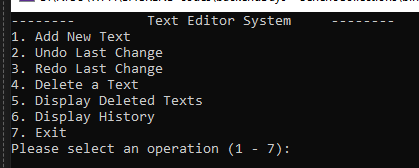 --------         Text Editor System     --------
1. Add New Text
2. Undo Last Change
3. Redo Last Change
4. Delete a Text
5. Display Deleted Texts
6. Display History
7. Exit
Please select an operation (1 - 7):